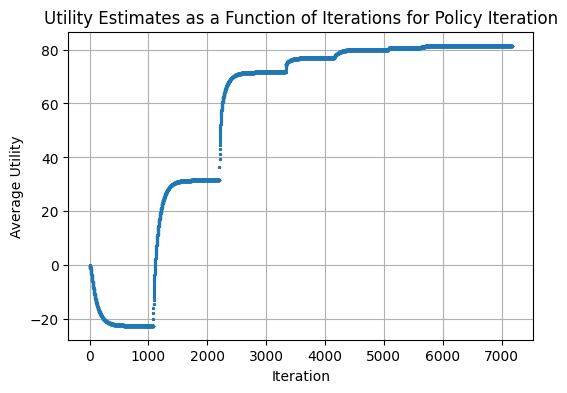 Utility Estimates as a Function of Iterations for Policy Iteration
Average Utility
80
60
40
20
0
−20
0 1000 2000 3000 4000 5000 6000 7000
Iteration